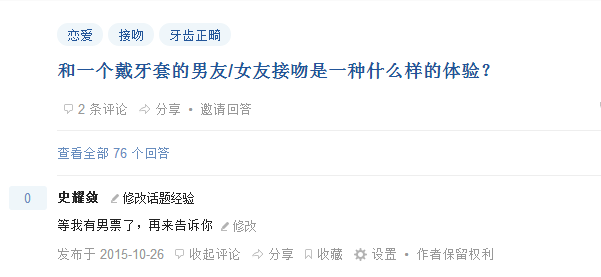 恋爱 接吻 牙齿正畸
和一个戴牙套的男友/女友接吻是一种什么样的体验?
2 条评论 分享 • 邀请回答
查看全部 76 个回答
0 史耀敛 修改话题经验
等我有男票了，再来告诉你 修改
发布于 2015-10-26 收起评论 分享 收藏 设置 • 作者保留权利